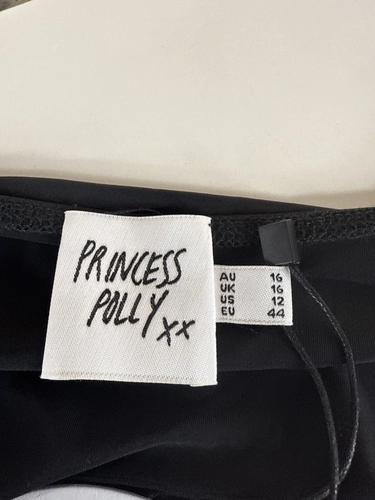 PRINCESS
POLLY xx
AU 16
UK 16
US 12
EU 44